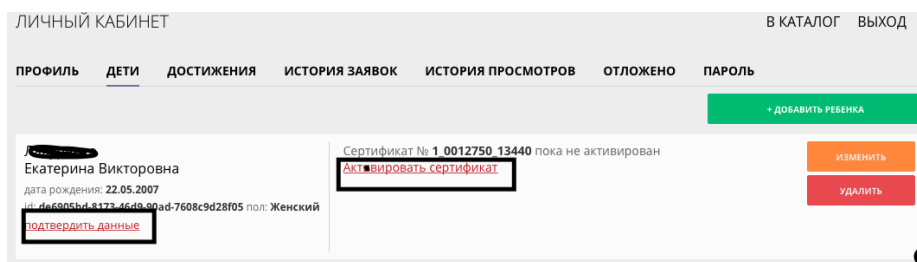 ЛИЧНЫЙ КАБИНЕТ
В КАТАЛОГ ВЫХОД
ПРОФИЛЬ ДЕТИ ДОСТИЖЕНИЯ ИСТОРИЯ ЗАЯВОК ИСТОРИЯ ПРОСМОТРОВ ОТЛОЖЕНО ПАРОЛЬ
+ ДОБАВИТЬ РЕБЕНКА
Екатерина Викторовна
дата рождения: 22.05.2007
id: de6905bd-8173-46d9-90ad-7608c9d28f05 пол: Женский
подтвердить данные
Сертификат № 1_0012750_13440 пока не активирован
Активировать сертификат
ИЗМЕНИТЬ
УДАЛИТЬ